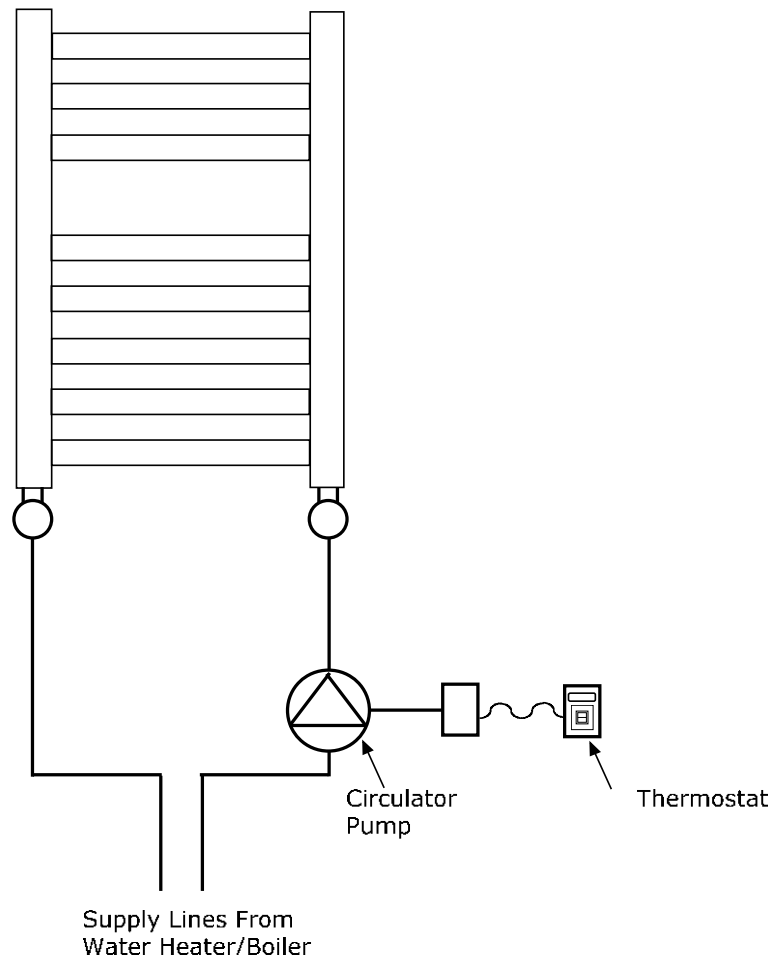 Circulator
Pump
Thermostat
Supply Lines From
Water Heater/Boiler